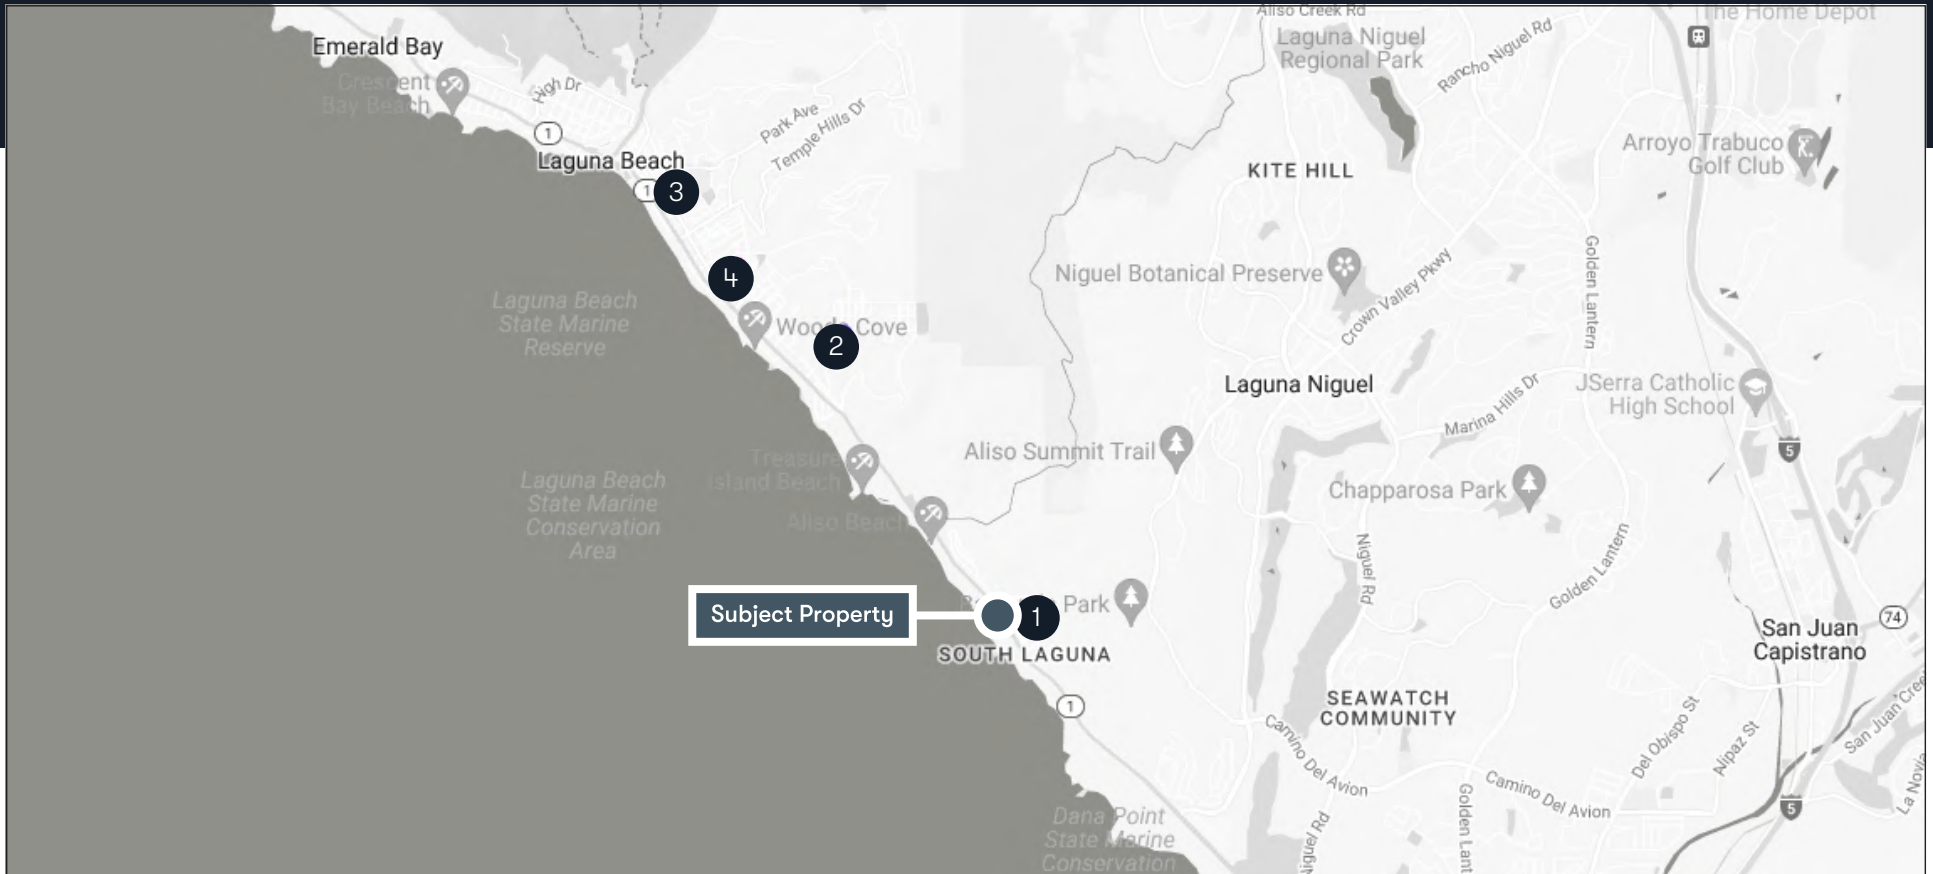 Aliso Creek Rd
The Home Depot
Emerald Bay
Laguna Niguel
Regional Park
Rancho Niguel Rd
Crescent
Bay Beach
High Dr
Park Ave
Temple Hills Dr
1
Laguna Beach
1
3
KITE HILL
Arroyo Trabuco
Golf Club
4
Niguel Botanical Preserve
Crown Valley Pkwy
Golden Lantern
Laguna Beach
State Marine
Reserve
Woods Cove
2
Laguna Niguel
Marina Hills Dr
JSerra Catholic
High School
5
Treasure
Island Beach
Aliso Summit Trail
Chapparosa Park
Laguna Beach
State Marine
Conservation
Area
Aliso Beach
Niguel Rd
Golden Lantern
Subject Property
1
Park
SOUTH LAGUNA
74
San Juan
Capistrano
1
SEAWATCH
COMMUNITY
Camino Del Avion
Del Obispo St
Alipaz St
San Juan Cree
La Novia
Camino Del Avion
5
Dana Point
State Marine
Conservation
Niguel Rd
Golden Lant